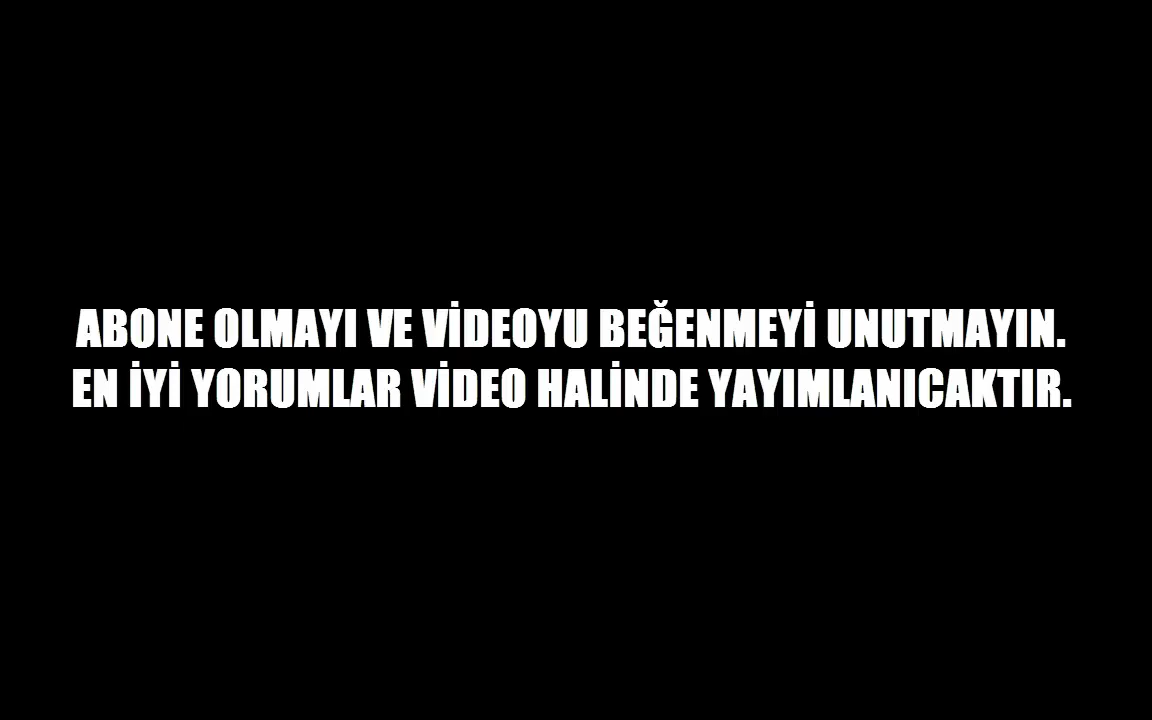 ABONE OLMAYI VE VİDEOYU BEĞENMEYİ UNUTMAYIN.
EN İYİ YORUMLAR VİDEO HALİNDE YAYIMLANICAKTIR.